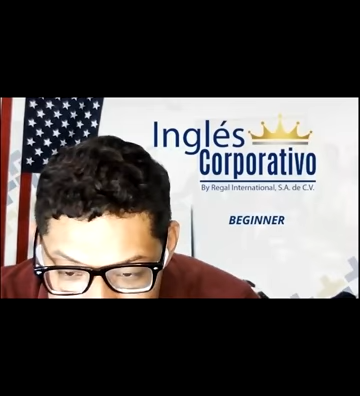 Inglés
Corporativo
By Regal International, S.A. de C.V.
BEGINNER